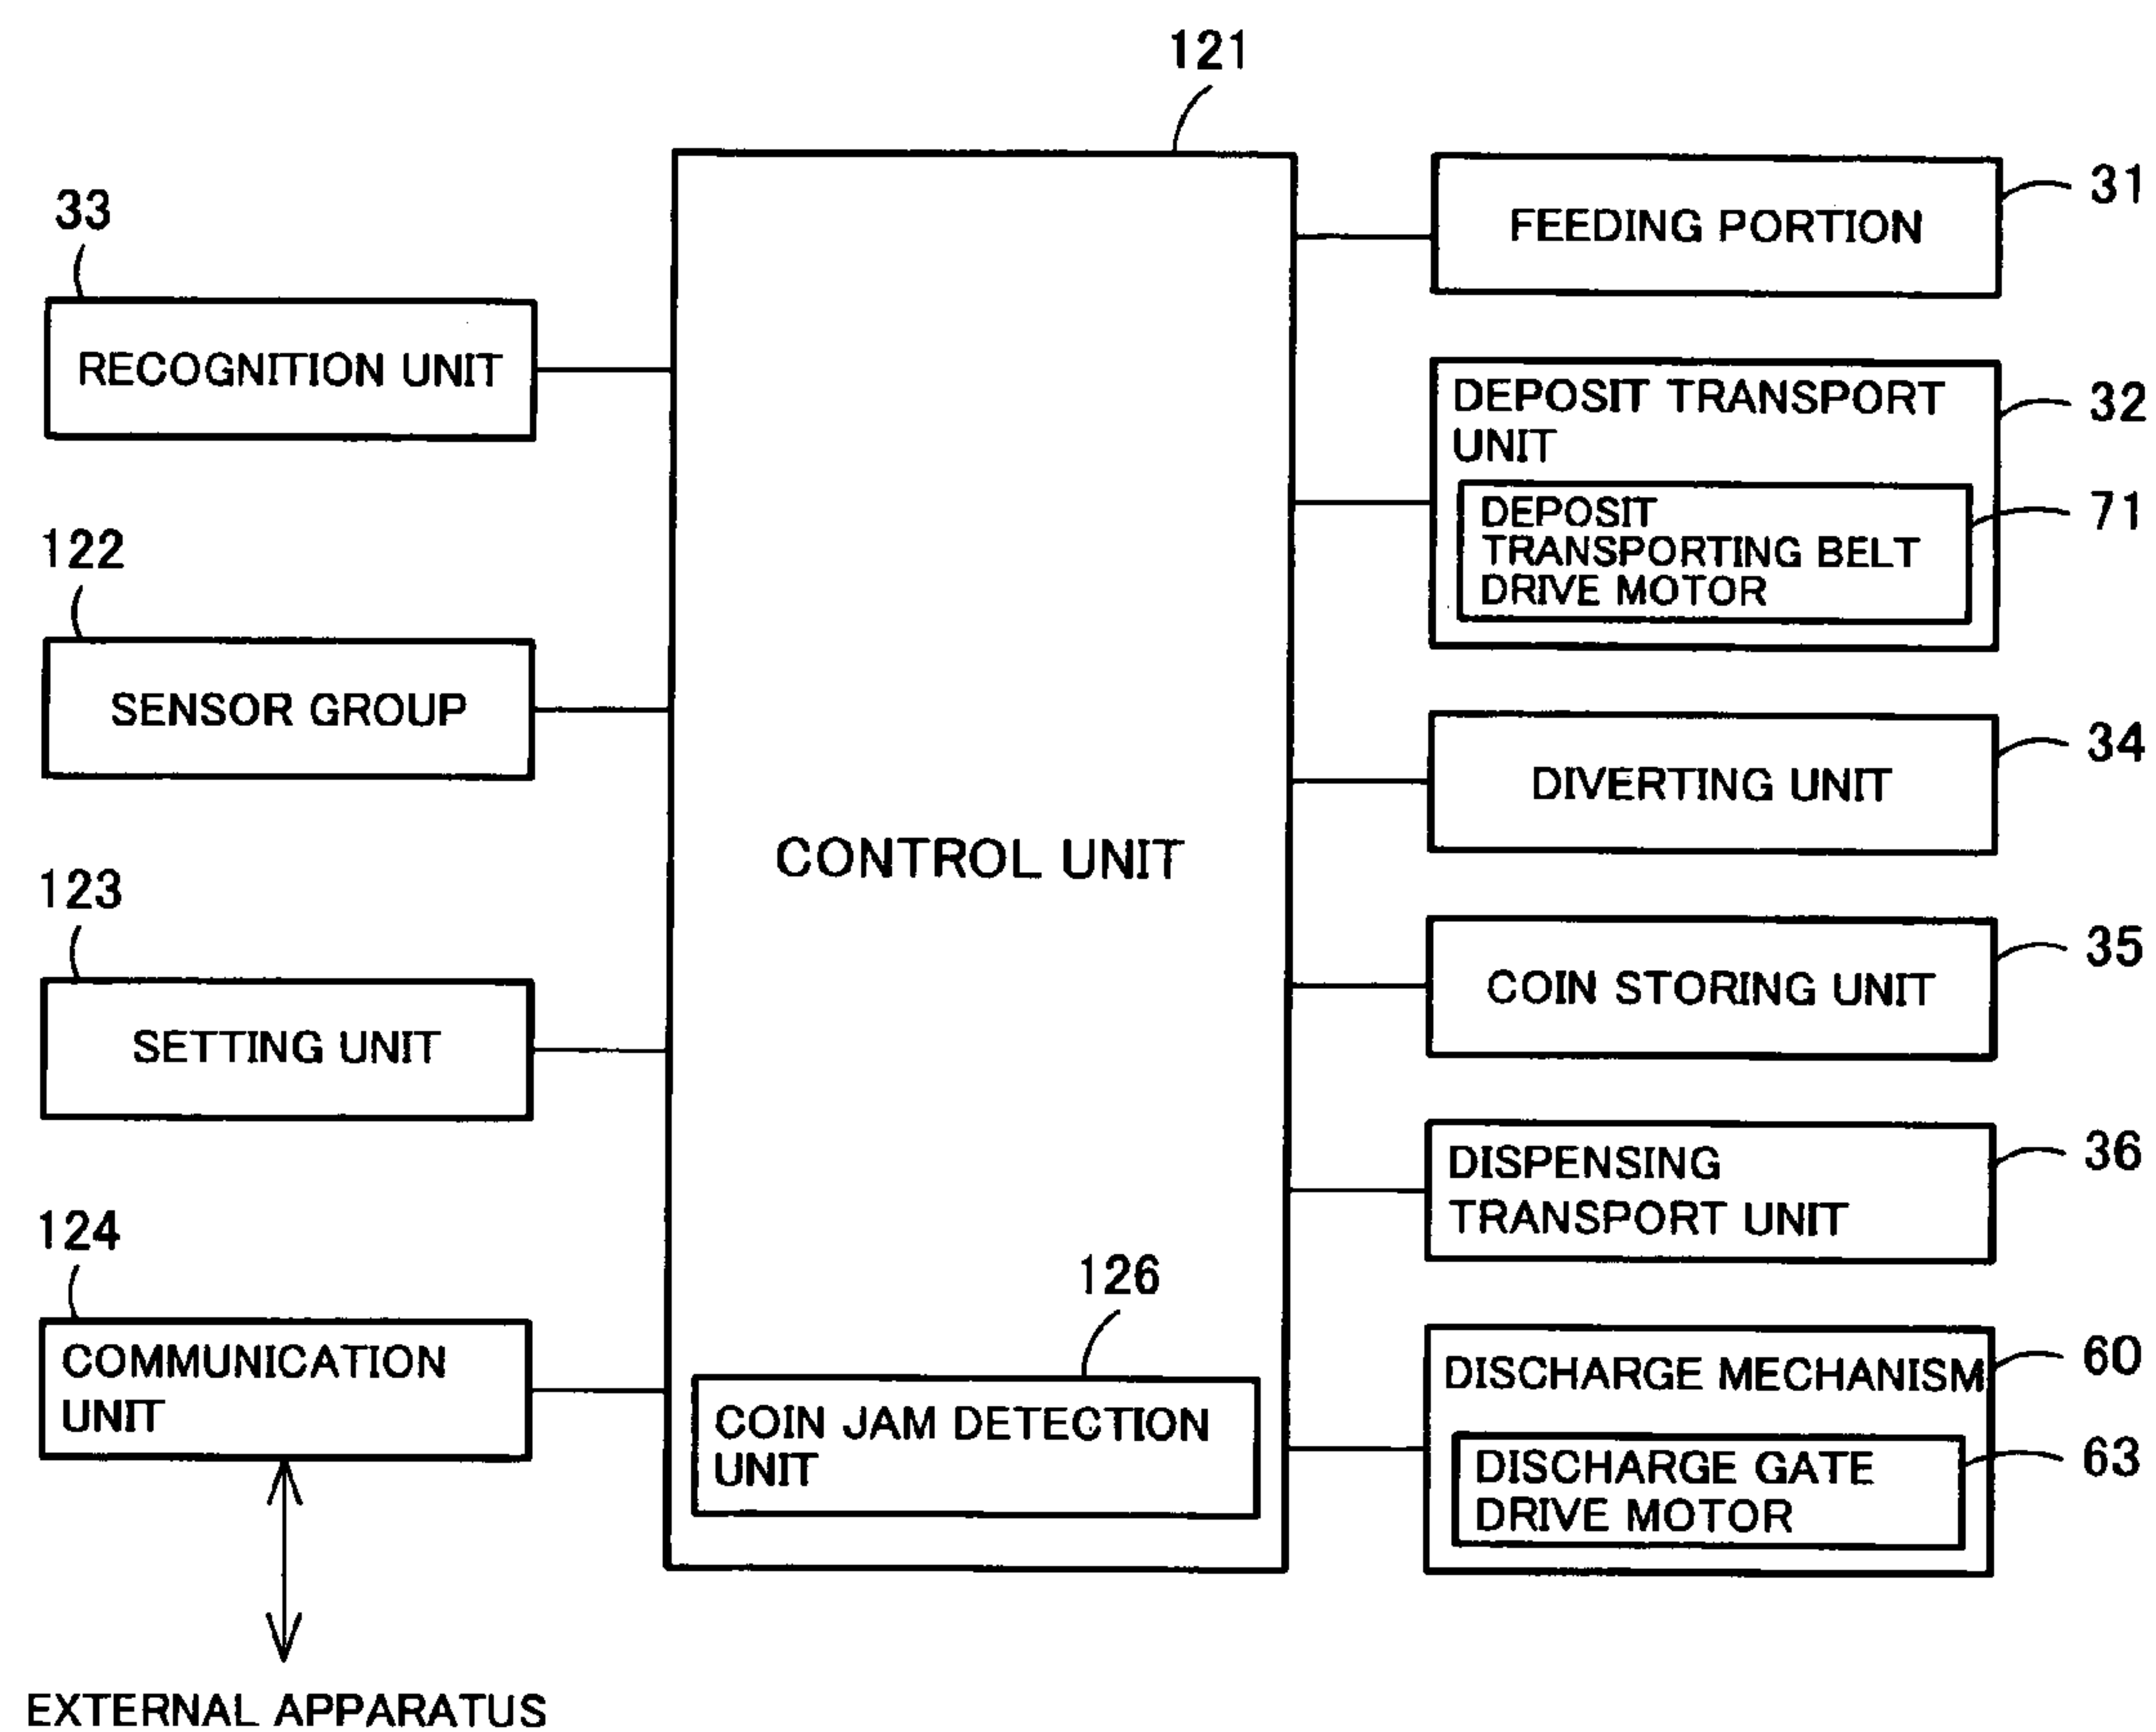 121
33
RECOGNITION UNIT
122
SENSOR GROUP
123
SETTING UNIT
124
COMMUNICATION
UNIT
EXTERNAL APPARATUS
CONTROL UNIT
126
COIN JAM DETECTION
UNIT
31
FEEDING PORTION
32
DEPOSIT TRANSPORT
UNIT
71
DEPOSIT
TRANSPORTING BELT
DRIVE MOTOR
34
DIVERTING UNIT
35
COIN STORING UNIT
36
DISPENSING
TRANSPORT UNIT
60
DISCHARGE MECHANISM
63
DISCHARGE GATE
DRIVE MOTOR